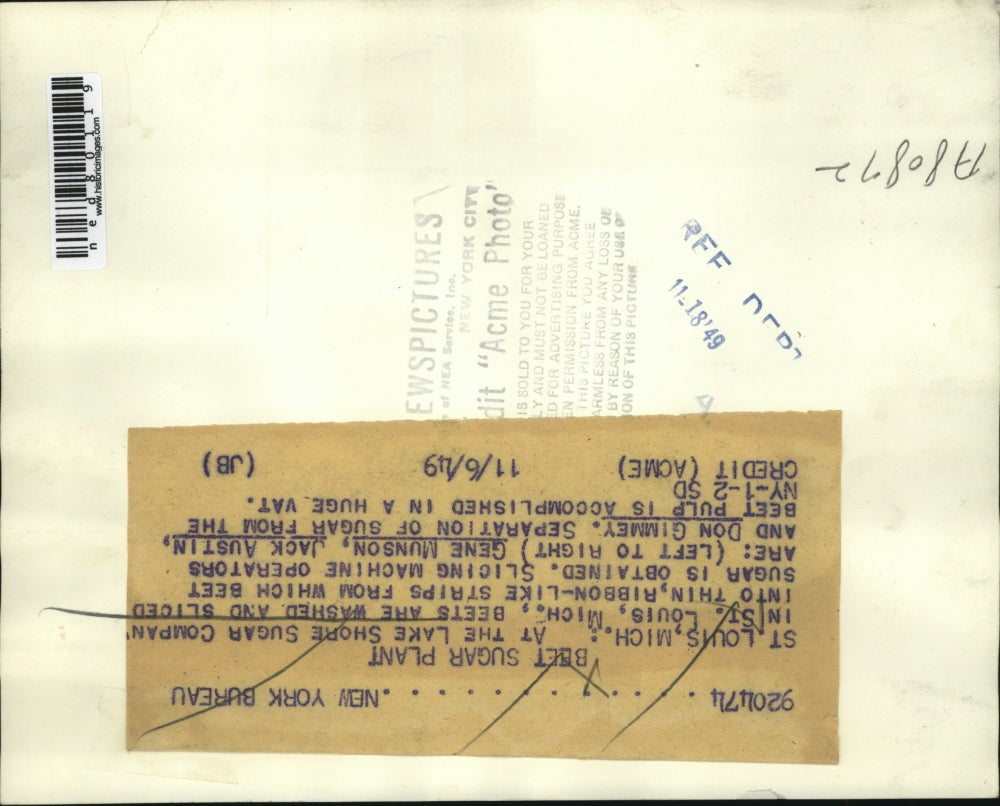 920474 . . . . . . . . . . . . . NEW YORK BUREAU
BEET SUGAR PLANT
ST LOUIS, MICH.: AT THE LAKE SHORE SUGAR COMPANY
IN ST. LOUIS, MICH., BEETS ARE WASHED AND SLICED
INTO THIN, RIBBON-LIKE STRIPS FROM WHICH BEET
SUGAR IS OBTAINED. SLICING MACHINE OPERATORS
ARE: (LEFT TO RIGHT) GENE MUNSON, JACK AUSTIN,
AND DON GIMMEY. SEPARATION OF SUGAR FROM THE
BEET PULP IS ACCOMPLISHED IN A HUGE VAT.
NY-1-2 SD
CREDIT (ACME) 11/6/49 (JB)
EWSPICTURES
of NEA Service, Inc.
NEW YORK CITY
dit "Acme Photo"
IS SOLD TO YOU FOR YOUR
LY AND MUST NOT BE LOANED
ED FOR ADVERTISING PURPOSE
EN PERMISSION FROM ACME.
THIS PICTURE YOU AGREE
ARMLESS FROM ANY LOSS OR
BY REASON OF YOUR USE OF
ON OF THIS PICTURE
REF DEPT
11-18'49
A80872
ned80119
www.historicimages.com